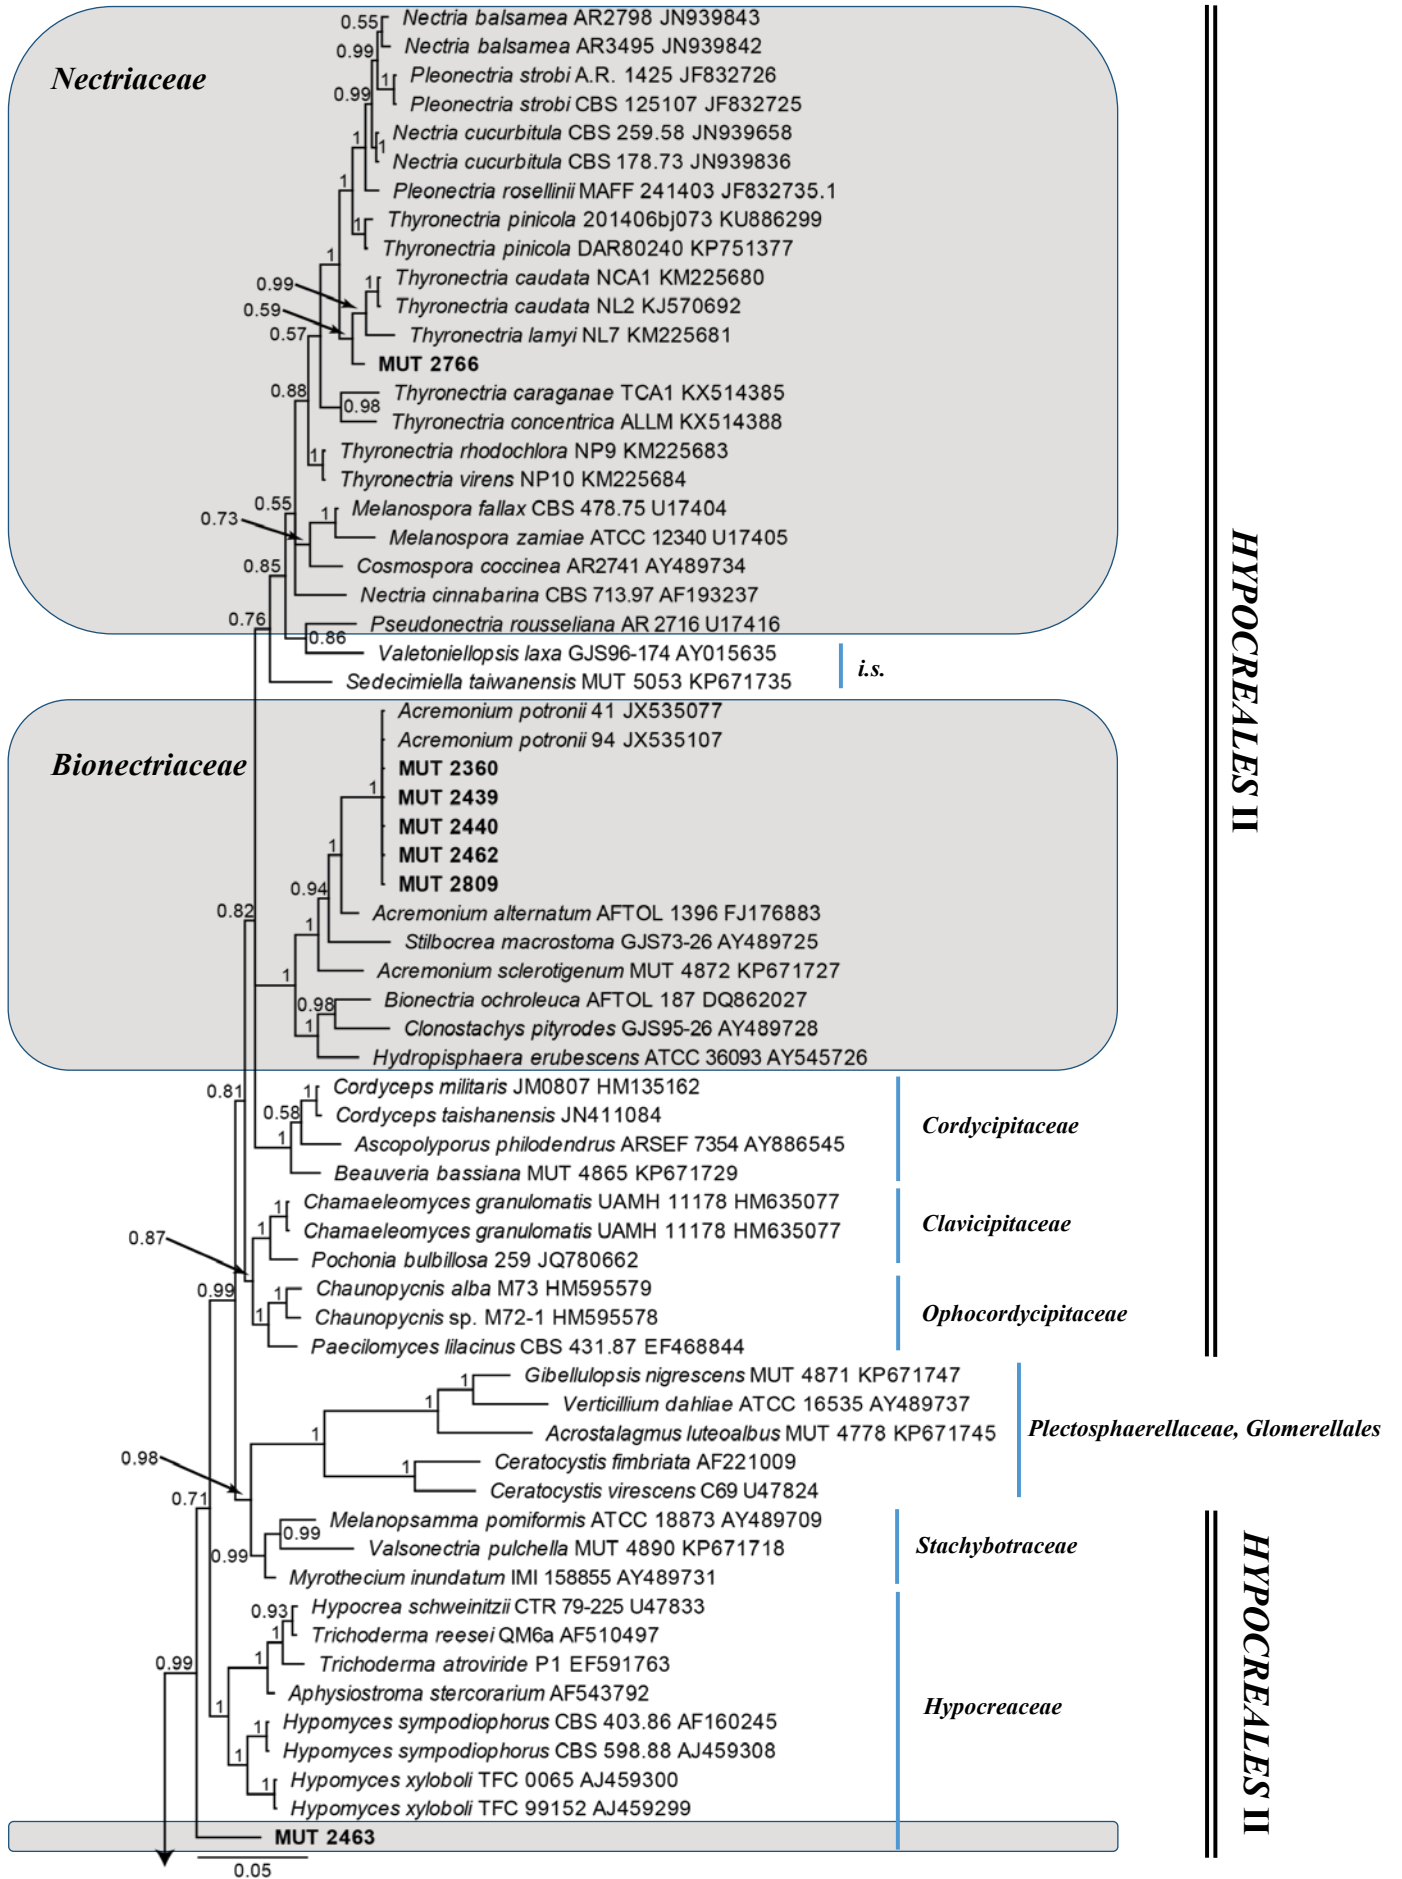 0.55
Nectria balsamea AR2798 JN939843
Nectria balsamea AR3495 JN939842
0.99
Nectriaceae
Pleonectria strobi A.R. 1425 JF832726
1
0.99
Pleonectria strobi CBS 125107 JF832725
Nectria cucurbitula CBS 259.58 JN939658
1
1
Nectria cucurbitula CBS 178.73 JN939836
1
Pleonectria rosellinii MAFF 241403 JF832735.1
Thyronectria pinicola 201406bj073 KU886299
1
Thyronectria pinicola DAR80240 KP751377
1
Thyronectria caudata NCA1 KM225680
1
0.99
Thyronectria caudata NL2 KJ570692
0.59
0.57
Thyronectria lamyi NL7 KM225681
MUT 2766
0.88
Thyronectria caraganae TCA1 KX514385
0.98
Thyronectria concentrica ALLM KX514388
Thyronectria rhodochlora NP9 KM225683
1
Thyronectria virens NP10 KM225684
0.55
Melanospora fallax CBS 478.75 U17404
1
0.73
Melanospora zamiae ATCC 12340 U17405
0.85
Cosmospora coccinea AR2741 AY489734
Nectria cinnabarina CBS 713.97 AF193237
0.76
Pseudonectria rousseliana AR 2716 U17416
0.86
Valetoniellopsis laxa GJS96-174 AY015635
i.s.
Sedecimiella taiwanensis MUT 5053 KP671735
HYPOCREALES II
Acremonium potronii 41 JX535077
Acremonium potronii 94 JX535107
Bionectriaceae
MUT 2360
1
MUT 2439
MUT 2440
1
MUT 2462
0.94
MUT 2809
0.82
Acremonium alternatum AFTOL 1396 FJ176883
1
Stilbocrea macrostoma GJS73-26 AY489725
1
Acremonium sclerotigenum MUT 4872 KP671727
0.98
Bionectria ochroleuca AFTOL 187 DQ862027
1
Clonostachys pityrodes GJS95-26 AY489728
Hydropisphaera erubescens ATCC 36093 AY545726
0.81
1
Cordyceps militaris JM0807 HM135162
0.58
Cordyceps taishanensis JN411084
Cordycipitaceae
1
Ascopolyporus philodendrus ARSEF 7354 AY886545
Beauveria bassiana MUT 4865 KP671729
1
Chamaeleomyces granulomatis UAMH 11178 HM635077
Clavicipitaceae
0.87
1
Chamaeleomyces granulomatis UAMH 11178 HM635077
Pochonia bulbillosa 259 JQ780662
0.99
1
Chaunopycnis alba M73 HM595579
1
Chaunopycnis sp. M72-1 HM595578
Ophocordycipitaceae
Paecilomyces lilacinus CBS 431.87 EF468844
1
Gibellulopsis nigrescens MUT 4871 KP671747
1
Verticillium dahliae ATCC 16535 AY489737
1
Acrostalagmus luteoalbus MUT 4778 KP671745
Plectosphaerellaceae, Glomerellales
0.98
1
Ceratocystis fimbriata AF221009
0.71
Ceratocystis virescens C69 U47824
Melanopsamma pomiformis ATCC 18873 AY489709
0.99
0.99
Valsonectria pulchella MUT 4890 KP671718
Stachybotraceae
Myrothecium inundatum IMI 158855 AY489731
0.93
Hypocrea schweinitzii CTR 79-225 U47833
1
Trichoderma reesei QM6a AF510497
0.99
1
Trichoderma atroviride P1 EF591763
Aphysiostroma stercorarium AF543792
1
Hypocreaceae
1
Hypomyces sympodiophorus CBS 403.86 AF160245
1
Hypomyces sympodiophorus CBS 598.88 AJ459308
1
Hypomyces xyloboli TFC 0065 AJ459300
Hypomyces xyloboli TFC 99152 AJ459299
HYPOCREALES II
MUT 2463
0.05